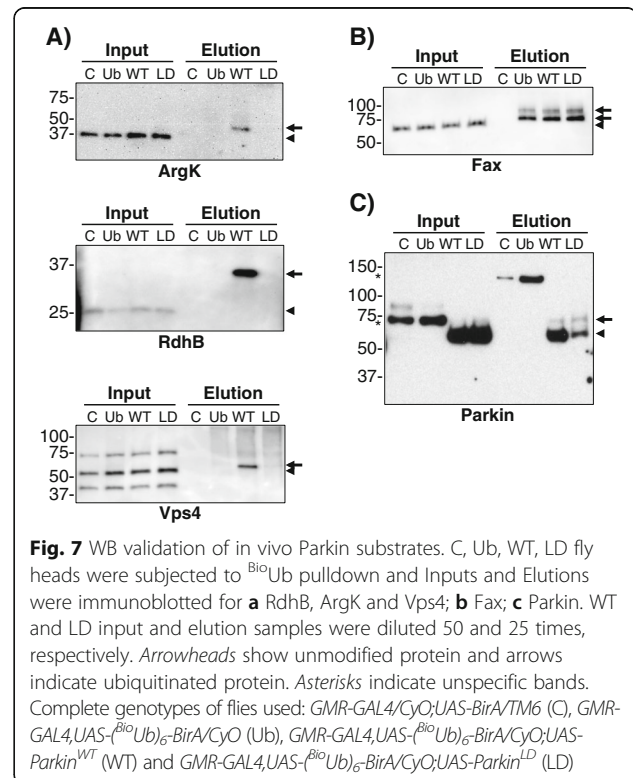 A)
Input Elution
C Ub WT LD C Ub WT LD
75-
50-
37-
ArgK
Input Elution
C Ub WT LD C Ub WT LD
37-
25-
RdhB
Input Elution
C Ub WT LD C Ub WT LD
100-
75-
50-
37-
Vps4
B)
Input Elution
C Ub WT LD C Ub WT LD
100-
75-
50-
Fax
C)
Input Elution
C Ub WT LD C Ub WT LD
150-
*
100-
75-
*
50-
37-
Parkin
Fig. 7 WB validation of in vivo Parkin substrates. C, Ub, WT, LD fly
heads were subjected to BioUb pulldown and Inputs and Elutions
were immunoblotted for a RdhB, ArgK and Vps4; b Fax; c Parkin. WT
and LD input and elution samples were diluted 50 and 25 times,
respectively. Arrowheads show unmodified protein and arrows
indicate ubiquitinated protein. Asterisks indicate unspecific bands.
Complete genotypes of flies used: GMR-GAL4/CyO;UAS-BirA/TM6 (C), GMR-
GAL4,UAS-(BioUb)6-BirA/CyO (Ub), GMR-GAL4,UAS-(BioUb)6-BirA/CyO;UAS-
ParkinWT (WT) and GMR-GAL4,UAS-(BioUb)6-BirA/CyO;UAS-ParkinLD (LD)